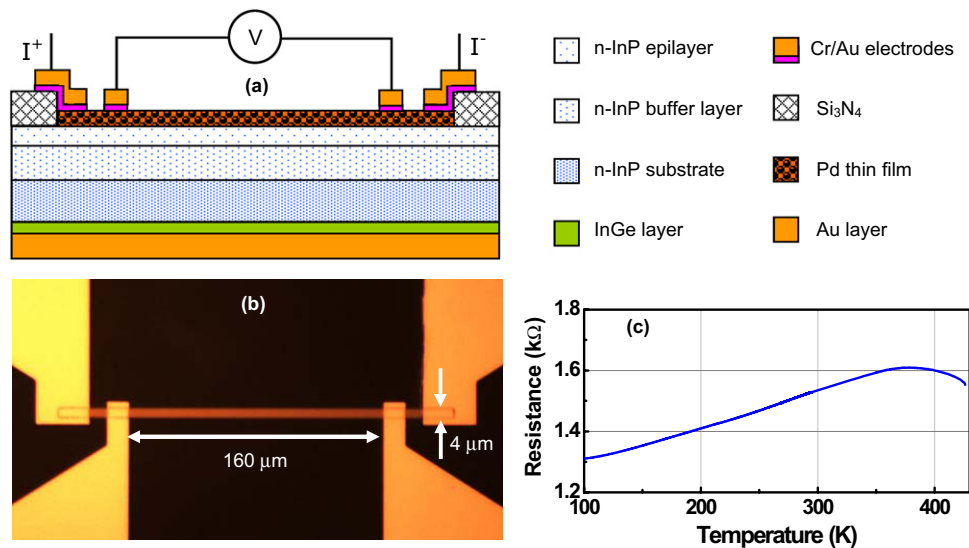 I⁺
V
I⁻
(a)
n-InP epilayer
Cr/Au electrodes
n-InP buffer layer
Si₃N₄
n-InP substrate
Pd thin film
InGe layer
Au layer
(b)
160 μm
4 μm
(c)
1.8
1.6
1.4
1.2
Resistance (kΩ)
100
200
300
400
Temperature (K)